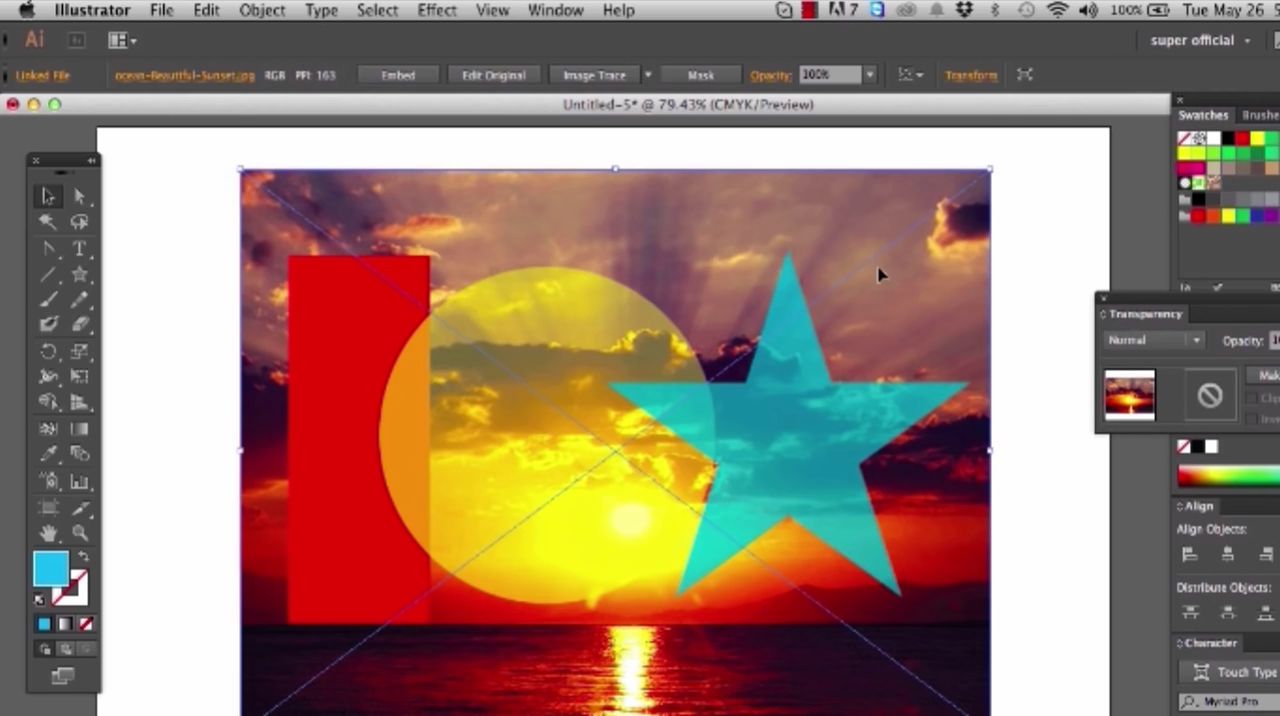 Illustrator File Edit Object Type Select Effect View Window Help 7 100% Tue May 26
Ai Br super official
Linked File ocean-Beautiful-Sunset.jpg RGB PPI: 163 Embed Edit Original Image Trace Mask Opacity: 100% Transform
Untitled-5* @ 79.43% (CMYK/Preview)
Swatches Brushe
Transparency
Normal Opacity:
Mak
Align
Align Objects:
Distribute Objects:
Character
Touch Type
Myriad Pro